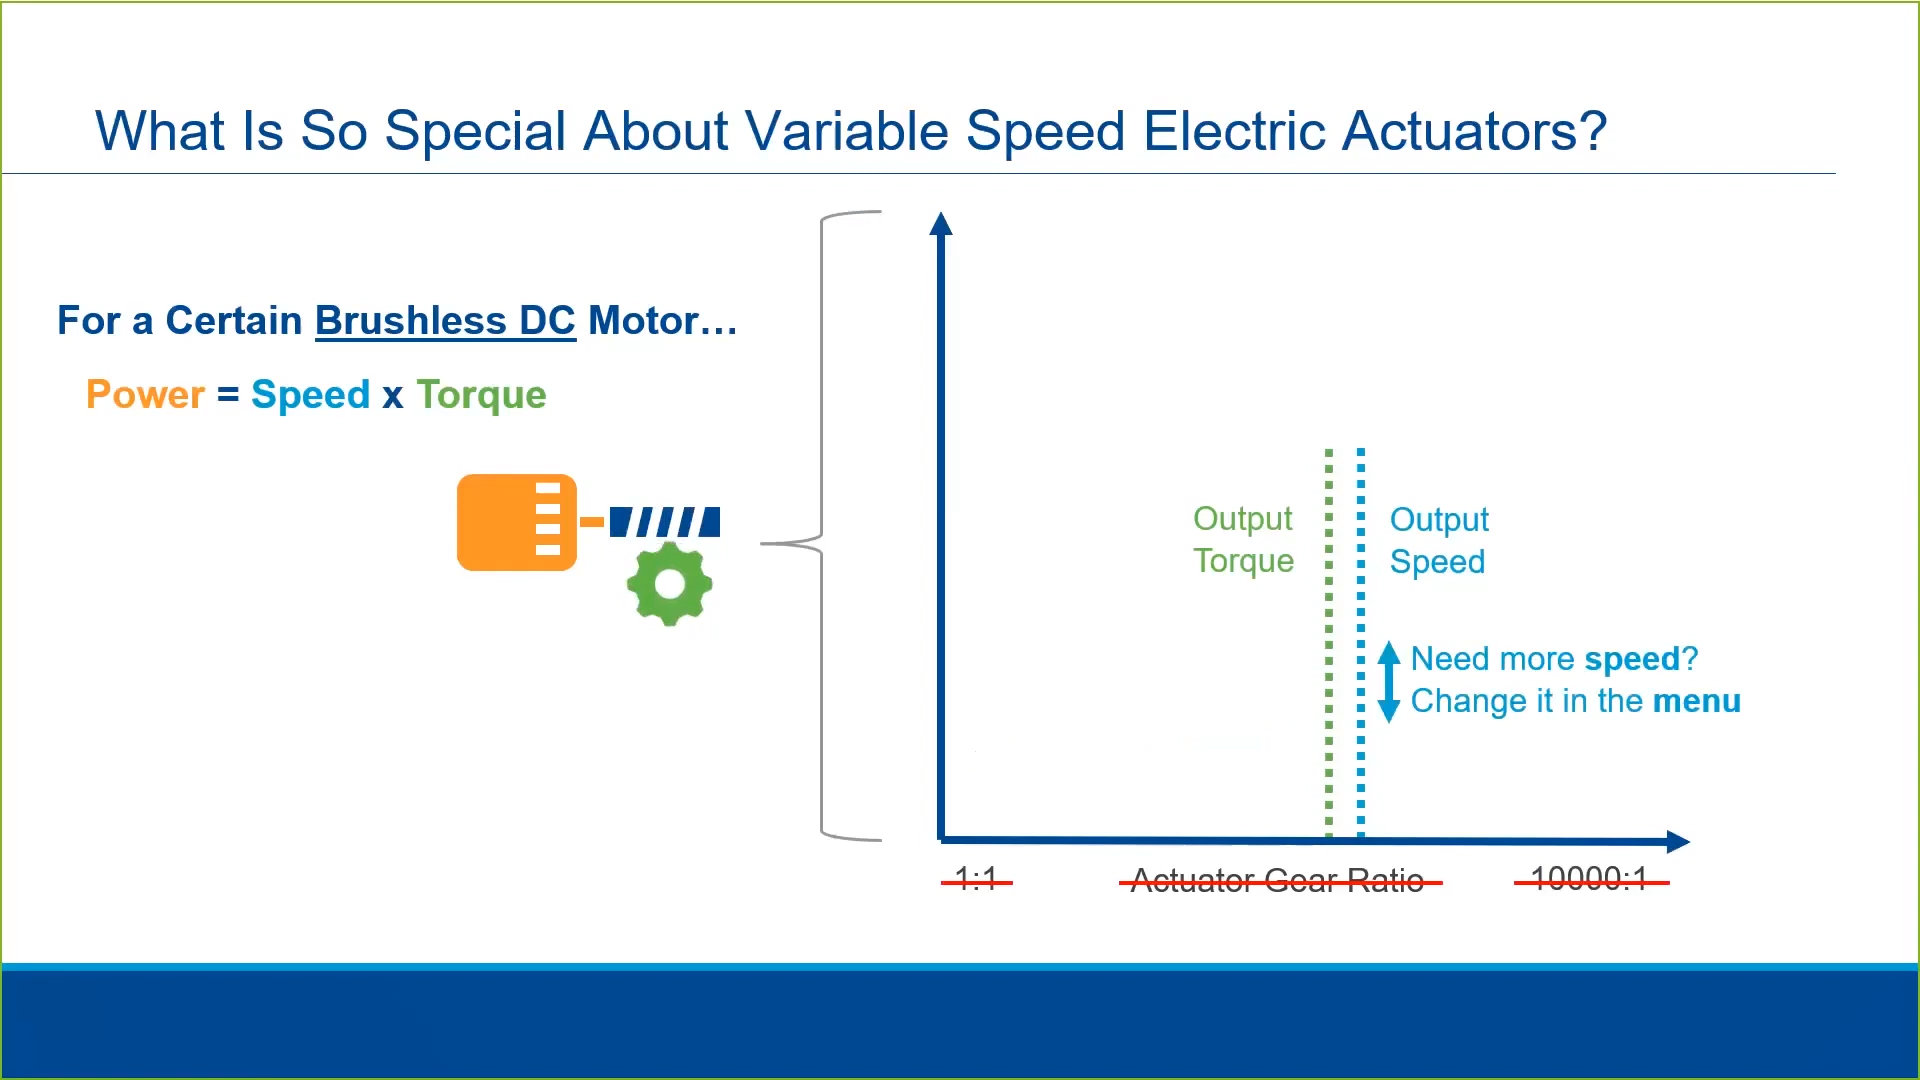 What Is So Special About Variable Speed Electric Actuators?
For a Certain Brushless DC Motor…
Power = Speed x Torque
Output
Torque
Output
Speed
Need more speed?
Change it in the menu
1:1
Actuator Gear Ratio
10000:1